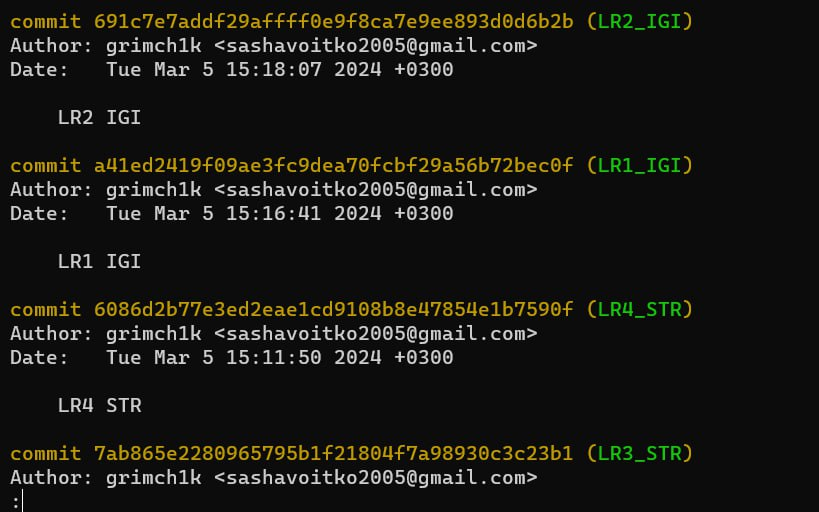 commit 691c7e7addf29affff0e9f8ca7e9ee893d0d6b2b (LR2_IGI)
Author: grimch1k <sashavoitko2005@gmail.com>
Date:   Tue Mar 5 15:18:07 2024 +0300
    LR2 IGI
commit a41ed2419f09ae3fc9dea70fcbf29a56b72bec0f (LR1_IGI)
Author: grimch1k <sashavoitko2005@gmail.com>
Date:   Tue Mar 5 15:16:41 2024 +0300
    LR1 IGI
commit 6086d2b77e3ed2eae1cd9108b8e47854e1b7590f (LR4_STR)
Author: grimch1k <sashavoitko2005@gmail.com>
Date:   Tue Mar 5 15:11:50 2024 +0300
    LR4 STR
commit 7ab865e2280965795b1f21804f7a98930c3c23b1 (LR3_STR)
Author: grimch1k <sashavoitko2005@gmail.com>
: